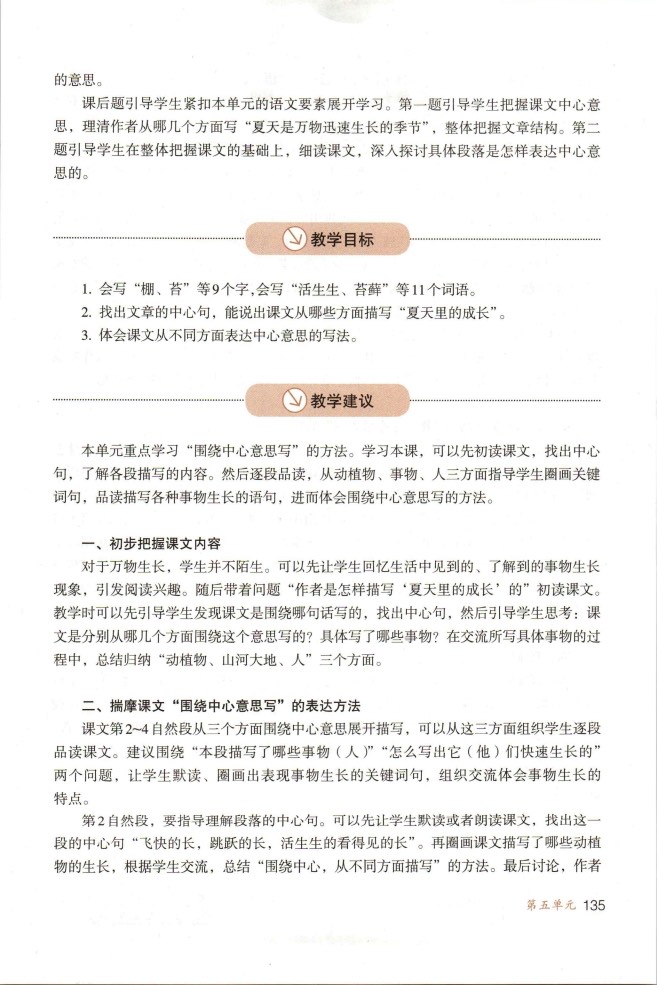 的意思。
课后题引导学生紧扣本单元的语文要素展开学习。第一题引导学生把握课文中心意
思，理清作者从哪几个方面写“夏天是万物迅速生长的季节”，整体把握文章结构。第二
题引导学生在整体把握课文的基础上，细读课文，深入探讨具体段落是怎样表达中心意
思的。
教学目标
1. 会写“棚、苔”等9个字,会写“活生生、苔藓”等11个词语。
2. 找出文章的中心句，能说出课文从哪些方面描写“夏天里的成长”。
3. 体会课文从不同方面表达中心意思的写法。
教学建议
本单元重点学习“围绕中心意思写”的方法。学习本课，可以先初读课文，找出中心
句，了解各段描写的内容。然后逐段品读，从动植物、事物、人三方面指导学生圈画关键
词句，品读描写各种事物生长的语句，进而体会围绕中心意思写的方法。
一、初步把握课文内容
对于万物生长，学生并不陌生。可以先让学生回忆生活中见到的、了解到的事物生长
现象，引发阅读兴趣。随后带着问题“作者是怎样描写‘夏天里的成长’的”初读课文。
教学时可以先引导学生发现课文是围绕哪句话写的，找出中心句，然后引导学生思考：课
文是分别从哪几个方面围绕这个意思写的？具体写了哪些事物？在交流所写具体事物的过
程中，总结归纳“动植物、山河大地、人”三个方面。
二、揣摩课文“围绕中心意思写”的表达方法
课文第2~4自然段从三个方面围绕中心意思展开描写，可以从这三方面组织学生逐段
品读课文。建议围绕“本段描写了哪些事物（人）”“怎么写出它（他）们快速生长的”
两个问题，让学生默读、圈画出表现事物生长的关键词句，组织交流体会事物生长的
特点。
第2自然段，要指导理解段落的中心句。可以先让学生默读或者朗读课文，找出这一
段的中心句“飞快的长，跳跃的长，活生生的看得见的长”。再圈画课文描写了哪些动植
物的生长，根据学生交流，总结“围绕中心，从不同方面描写”的方法。最后讨论，作者
第五单元 135